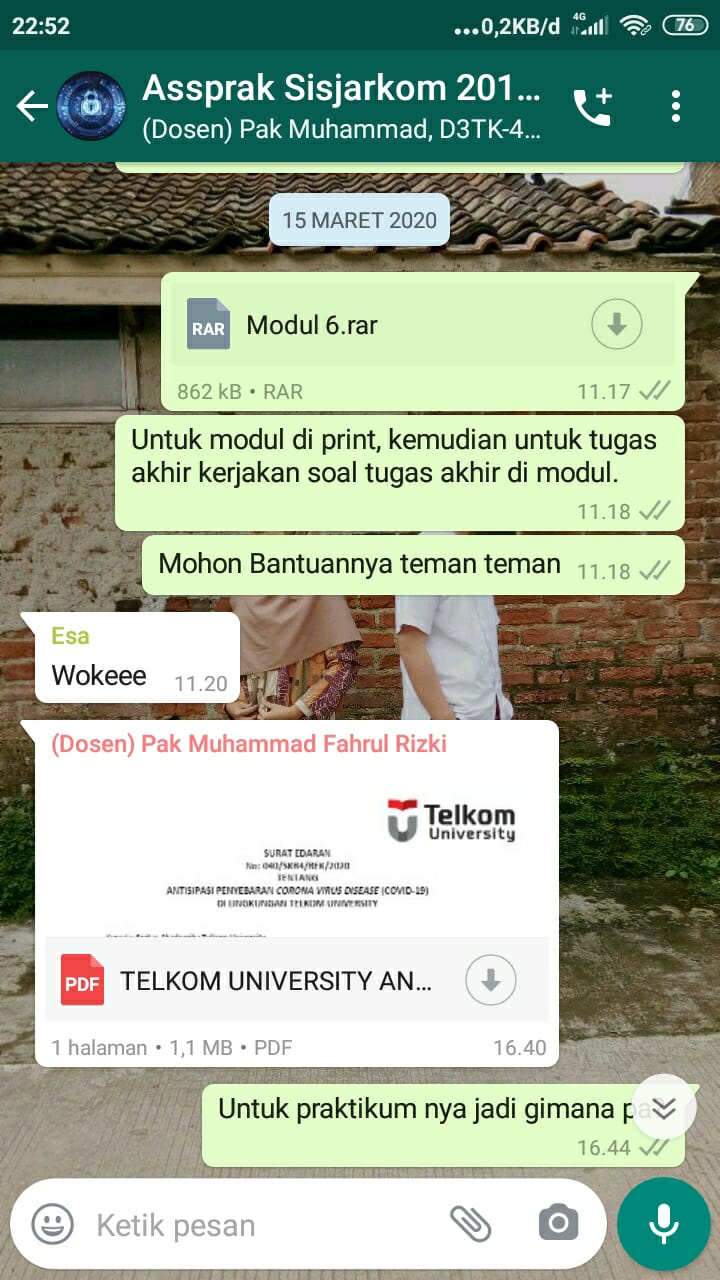 22:52
...0,2KB/d 4G 76
Assprak Sisjarkom 201...
(Dosen) Pak Muhammad, D3TK-4...
15 MARET 2020
RAR Modul 6.rar
862 kB • RAR 11.17
Untuk modul di print, kemudian untuk tugas
akhir kerjakan soal tugas akhir di modul.
11.18
Mohon Bantuannya teman teman 11.18
Esa
Wokeee 11.20
(Dosen) Pak Muhammad Fahrul Rizki
Telkom
University
SURAT EDARAN
No: 040/SKR4/REK/2020
TENTANG
ANTISIPASI PENYEBARAN CORONA VIRUS DISEASE (COVID-19)
DI LINGKUNGAN TELKOM UNIVERSITY
PDF TELKOM UNIVERSITY AN...
1 halaman • 1,1 MB • PDF 16.40
Untuk praktikum nya jadi gimana
16.44
Ketik pesan